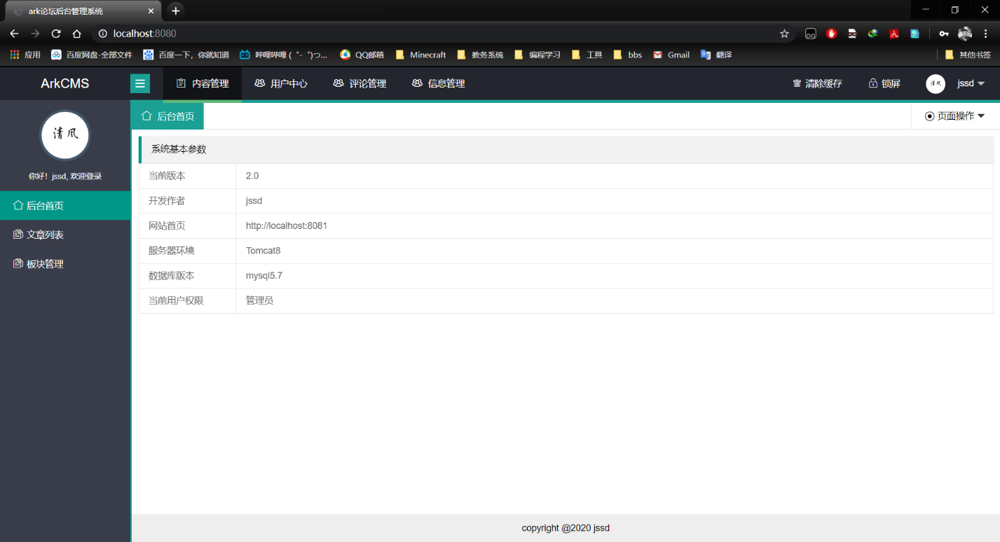 ark论坛后台管理系统
localhost:8080
应用 百度网盘-全部文件 百度一下，你就知道 哔哩哔哩 ( ゜- ゜)つ... QQ邮箱 Minecraft 教务系统 编程学习 工具 bbs Gmail 翻译 其他书签
ArkCMS 内容管理 用户中心 评论管理 信息管理 清除缓存 锁屏 清风 jssd
后台首页 页面操作
清风
你好！jssd, 欢迎登录
后台首页
文章列表
板块管理
系统基本参数
当前版本 2.0
开发作者 jssd
网站首页 http://localhost:8081
服务器环境 Tomcat8
数据库版本 mysql5.7
当前用户权限 管理员
copyright @2020 jssd